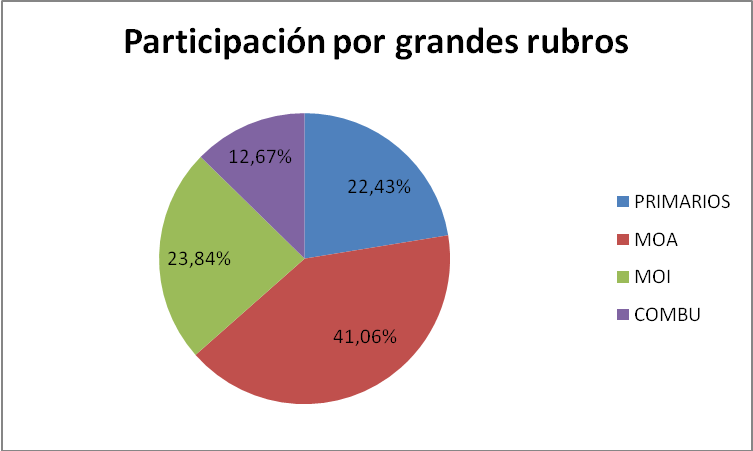 Participación por grandes rubros
12,67%
22,43%
23,84%
41,06%
PRIMARIOS
MOA
MOI
COMBU